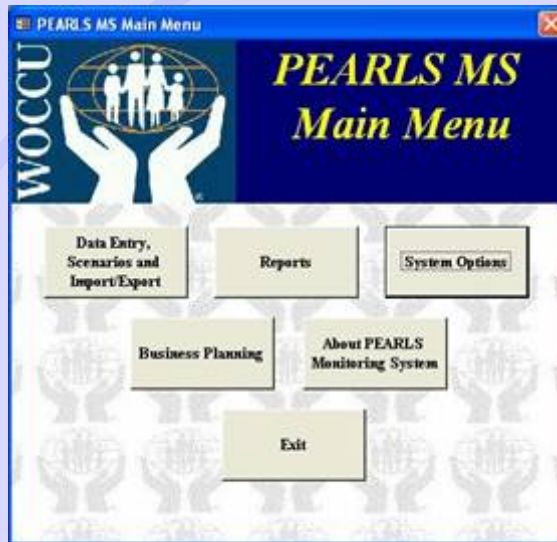 PEARLS MS Main Menu
WOCCU
PEARLS MS
Main Menu
Data Entry,
Scenarios and
Import/Export
Reports
System Options
Business Planning
About PEARLS
Monitoring System
Exit